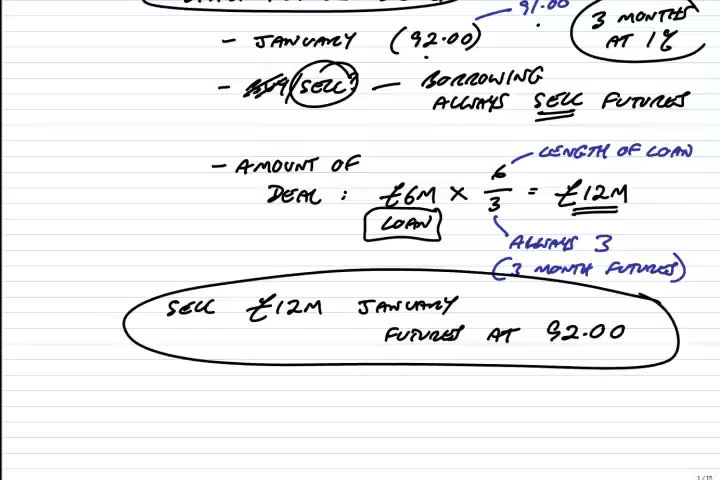 91.00
3 MONTHS
AT 1%
- JANUARY (92.00)
- SELL? - BORROWING
ALWAYS SELL FUTURES
- AMOUNT OF
DEAL : £6M × 6/3 = £12M
LENGTH OF LOAN
LOAN
ALWAYS 3
(3 MONTH FUTURES)
SELL £12M JANUARY
FUTURES AT 92.00
1 / 15